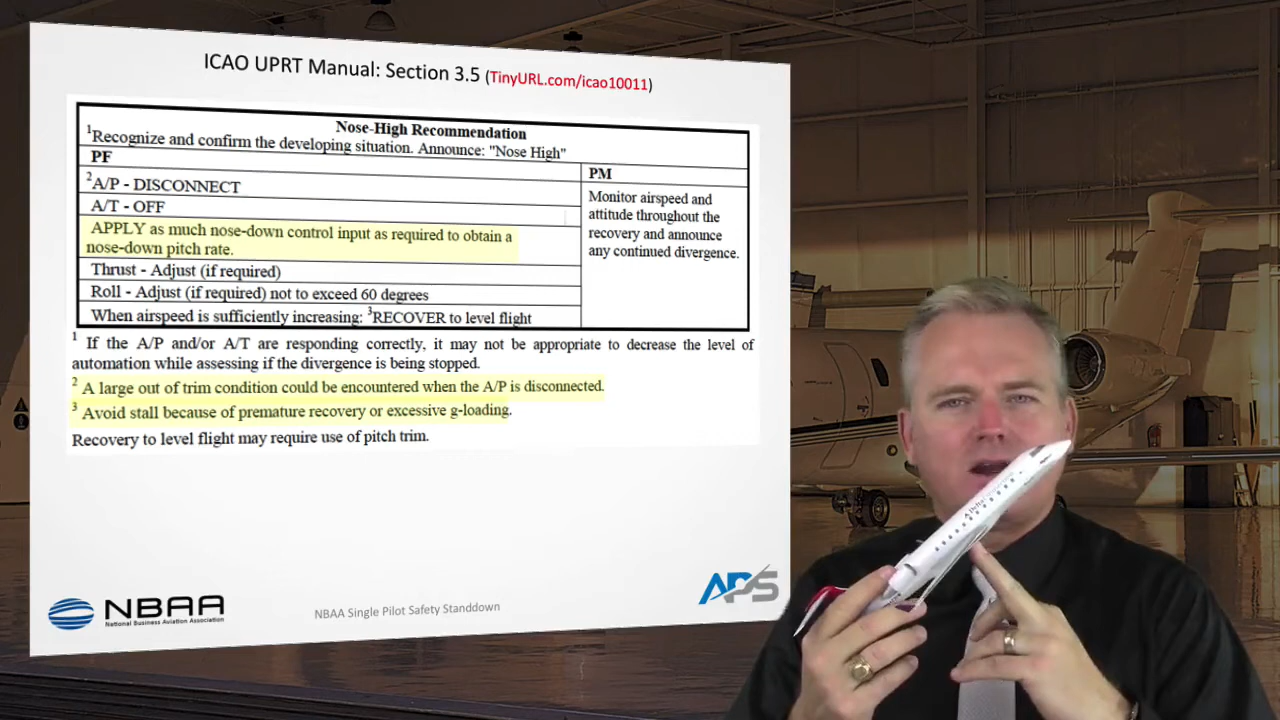 ICAO UPRT Manual: Section 3.5 (TinyURL.com/icao10011)
Nose-High Recommendation
¹Recognize and confirm the developing situation. Announce: "Nose High"
PF
PM
²A/P - DISCONNECT
A/T - OFF
APPLY as much nose-down control input as required to obtain a
nose-down pitch rate.
Thrust - Adjust (if required)
Roll - Adjust (if required) not to exceed 60 degrees
When airspeed is sufficiently increasing: ³RECOVER to level flight
Monitor airspeed and
attitude throughout the
recovery and announce
any continued divergence.
¹ If the A/P and/or A/T are responding correctly, it may not be appropriate to decrease the level of
automation while assessing if the divergence is being stopped.
² A large out of trim condition could be encountered when the A/P is disconnected.
³ Avoid stall because of premature recovery or excessive g-loading.
Recovery to level flight may require use of pitch trim.
NBAA
National Business Aviation Association
NBAA Single Pilot Safety Standdown
APS